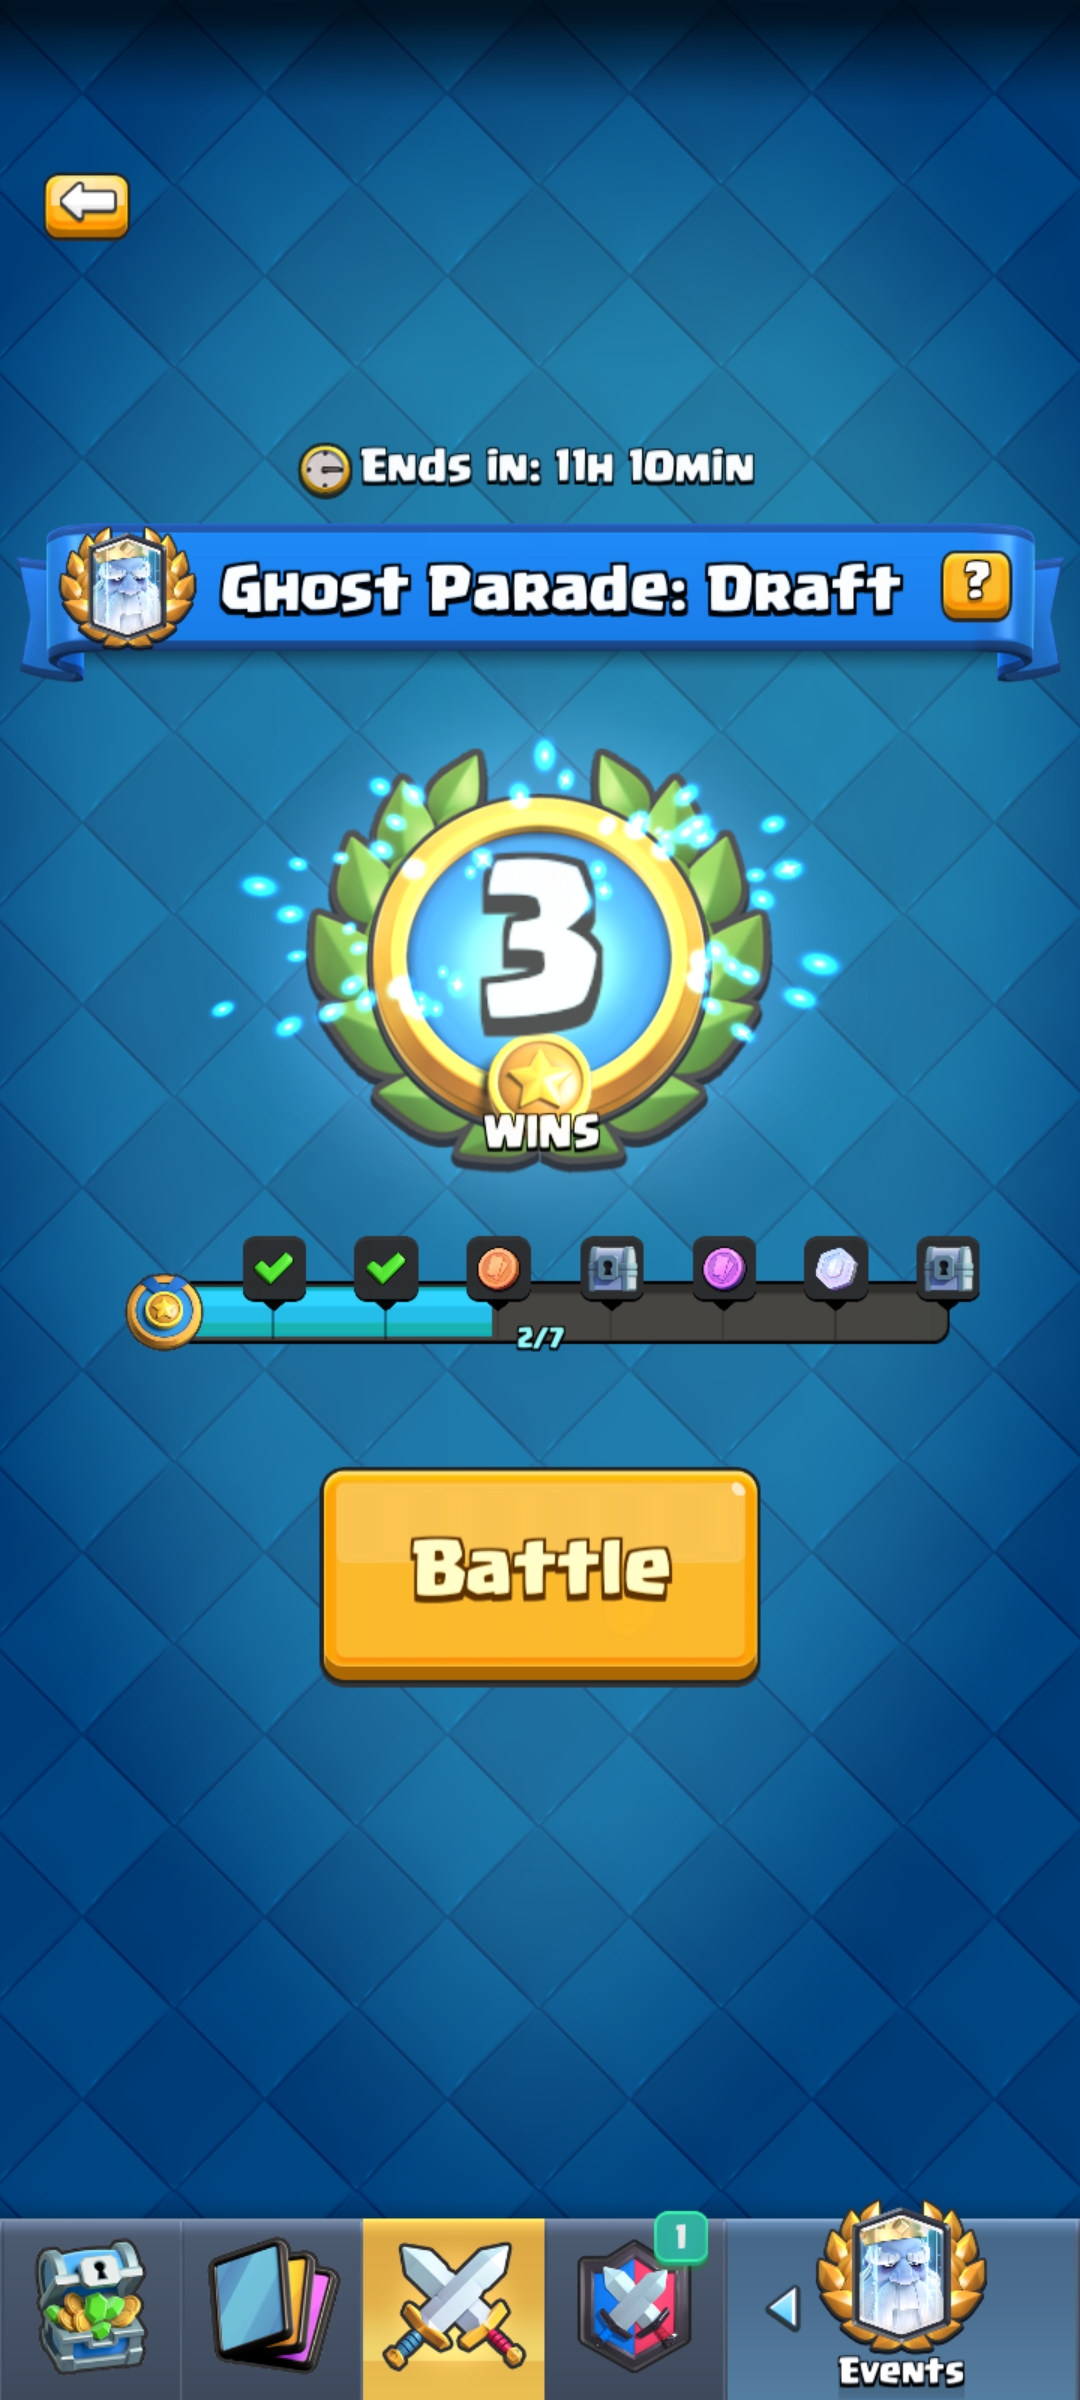 Ends in: 11h 10min
Ghost Parade: Draft
?
3
WINS
2/7
Battle
1
Events